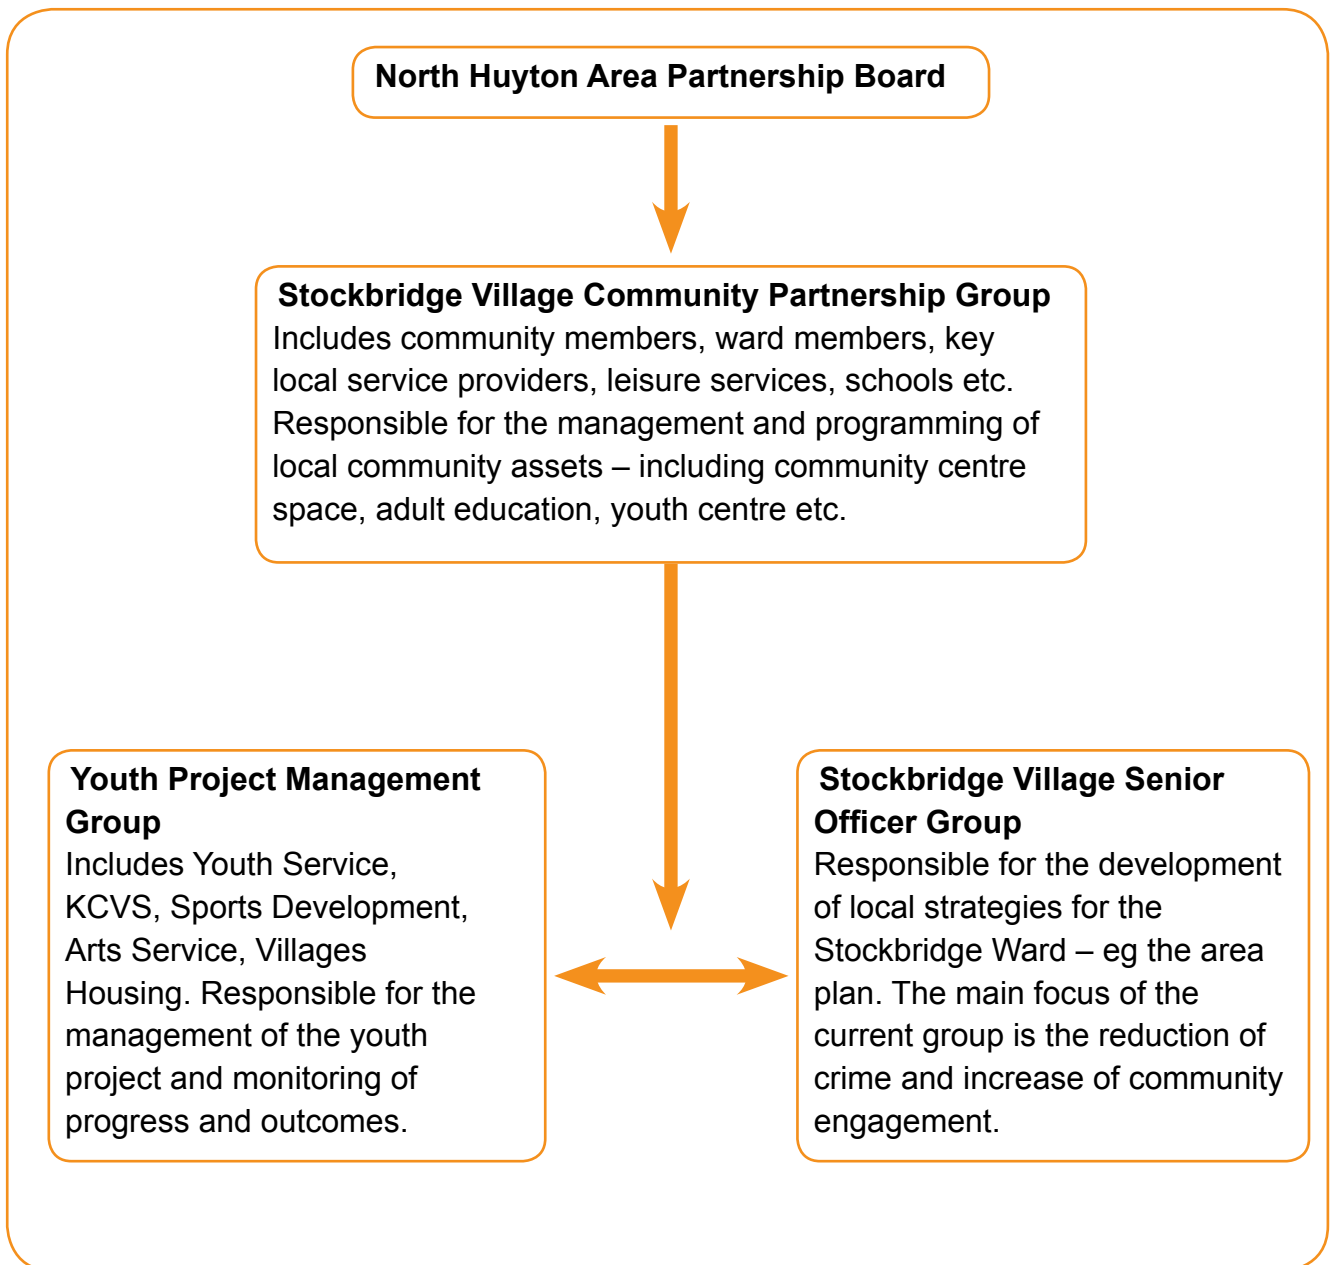 North Huyton Area Partnership Board
Stockbridge Village Community Partnership Group
Includes community members, ward members, key
local service providers, leisure services, schools etc.
Responsible for the management and programming of
local community assets – including community centre
space, adult education, youth centre etc.
Youth Project Management
Group
Includes Youth Service,
KCVS, Sports Development,
Arts Service, Villages
Housing. Responsible for the
management of the youth
project and monitoring of
progress and outcomes.
Stockbridge Village Senior
Officer Group
Responsible for the development
of local strategies for the
Stockbridge Ward – eg the area
plan. The main focus of the
current group is the reduction of
crime and increase of community
engagement.